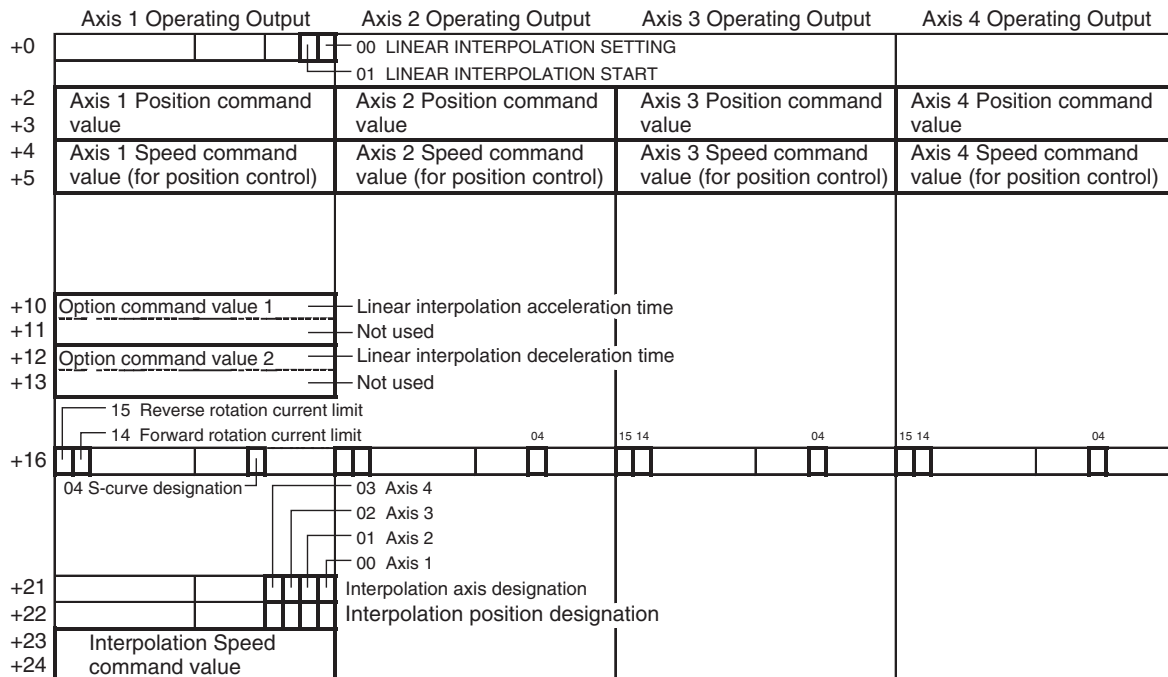 Axis 1 Operating Output Axis 2 Operating Output Axis 3 Operating Output Axis 4 Operating Output
+0 00 LINEAR INTERPOLATION SETTING
01 LINEAR INTERPOLATION START
+2 Axis 1 Position command Axis 2 Position command Axis 3 Position command Axis 4 Position command
+3 value value value value
+4 Axis 1 Speed command Axis 2 Speed command Axis 3 Speed command Axis 4 Speed command
+5 value (for position control) value (for position control) value (for position control) value (for position control)
+10 Option command value 1 Linear interpolation acceleration time
+11 Not used
+12 Option command value 2 Linear interpolation deceleration time
+13 Not used
15 Reverse rotation current limit
14 Forward rotation current limit 04 15 14 04 15 14 04
+16
04 S-curve designation 03 Axis 4
02 Axis 3
01 Axis 2
00 Axis 1
+21 Interpolation axis designation
+22 Interpolation position designation
+23 Interpolation Speed
+24 command value